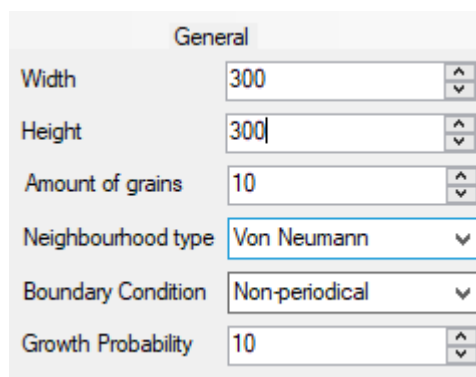 General
Width 300
Height 300
Amount of grains 10
Neighbourhood type Von Neumann
Boundary Condition Non-periodical
Growth Probability 10